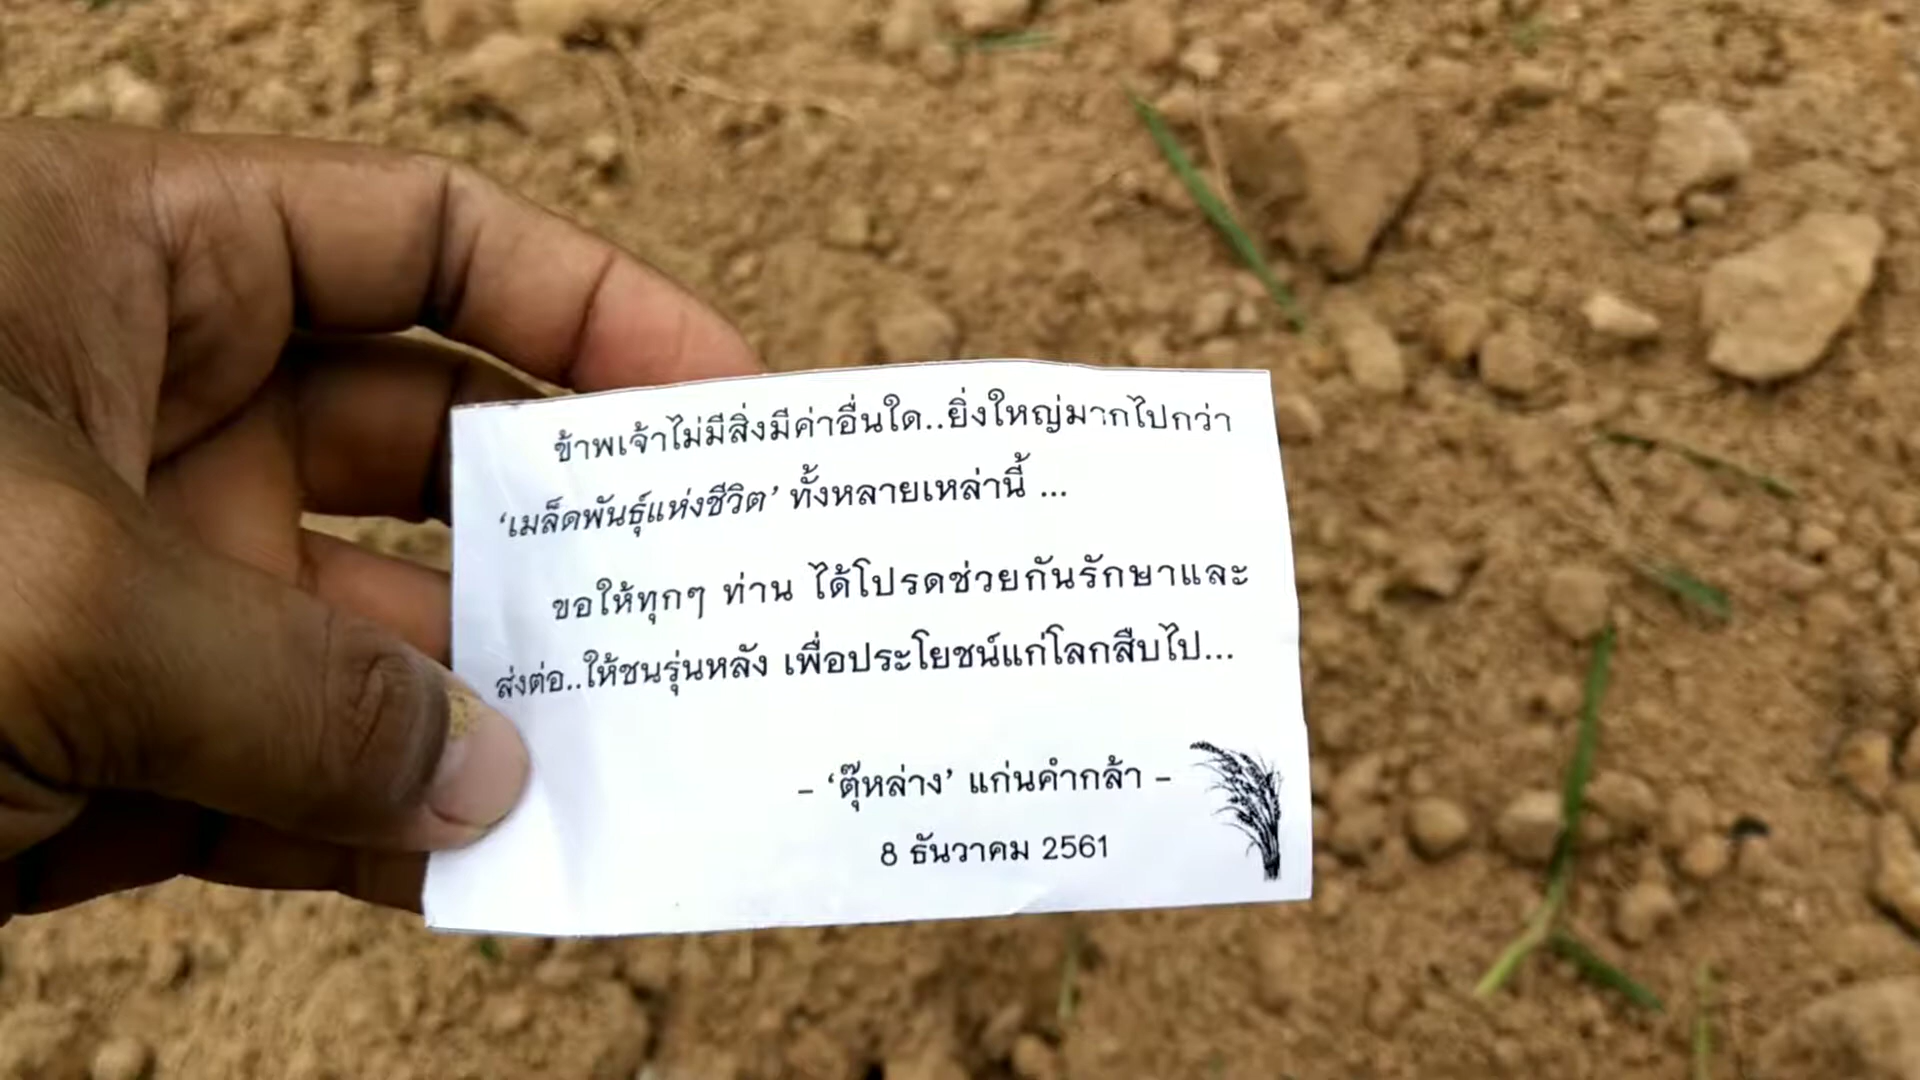 ข้าพเจ้าไม่มีสิ่งมีค่าอื่นใด..ยิ่งใหญ่มากไปกว่า
‘เมล็ดพันธุ์แห่งชีวิต’ ทั้งหลายเหล่านี้ ...
ขอให้ทุกๆ ท่าน ได้โปรดช่วยกันรักษาและ
ส่งต่อ..ให้ชนรุ่นหลัง เพื่อประโยชน์แก่โลกสืบไป...
– ‘ตุ๊หล่าง’ แก่นคำกล้า –
8 ธันวาคม 2561